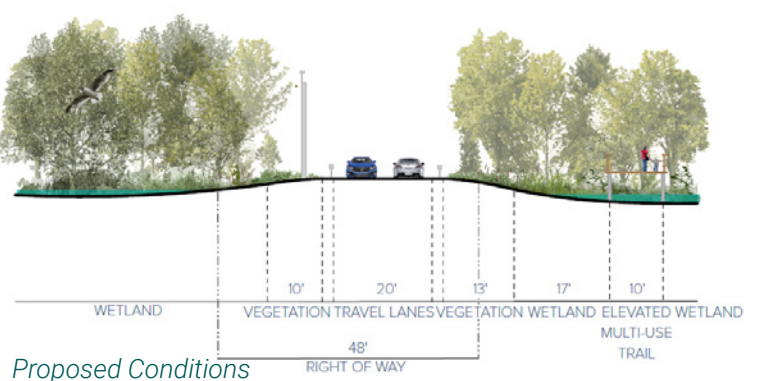 10' 20' 13' 17' 10'
WETLAND VEGETATION TRAVEL LANES VEGETATION WETLAND ELEVATED WETLAND
MULTI-USE
TRAIL
48'
RIGHT OF WAY
Proposed Conditions